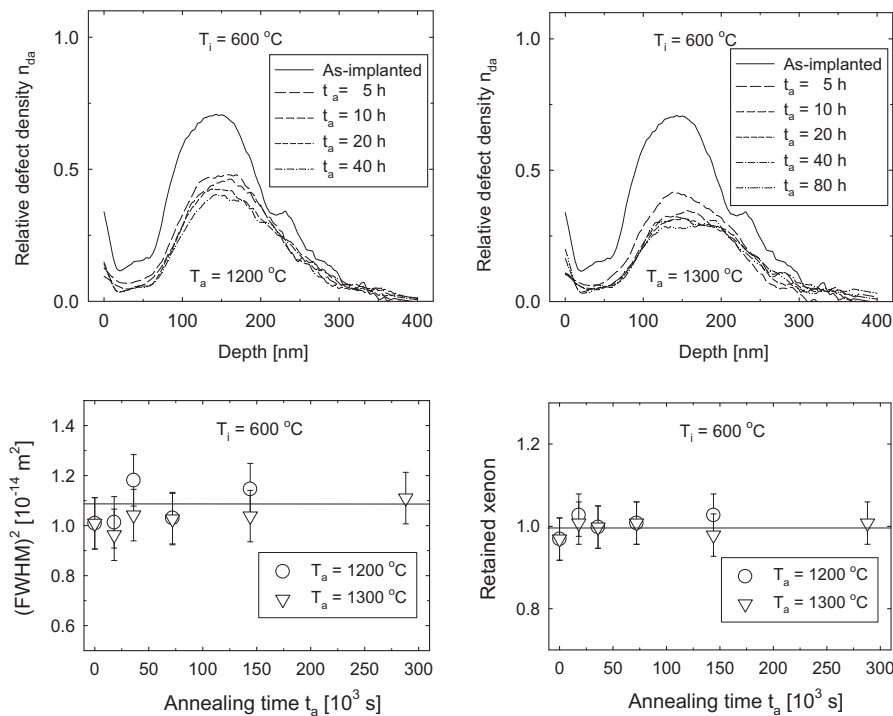 T_i = 600 °C
As-implanted
t_a = 5 h
t_a = 10 h
t_a = 20 h
t_a = 40 h
T_a = 1200 °C
Relative defect density n_da
1.0
0.5
0.0
0 100 200 300 400
Depth [nm]
T_i = 600 °C
As-implanted
t_a = 5 h
t_a = 10 h
t_a = 20 h
t_a = 40 h
t_a = 80 h
T_a = 1300 °C
Relative defect density n_da
1.0
0.5
0.0
0 100 200 300 400
Depth [nm]
T_i = 600 °C
(FWHM)² [10⁻¹⁴ m²]
1.4
1.2
1.0
0.8
0.6
T_a = 1200 °C
T_a = 1300 °C
0 50 100 150 200 250 300
Annealing time t_a [10³ s]
T_i = 600 °C
Retained xenon
1.2
1.0
0.8
T_a = 1200 °C
T_a = 1300 °C
0 50 100 150 200 250 300
Annealing time t_a [10³ s]